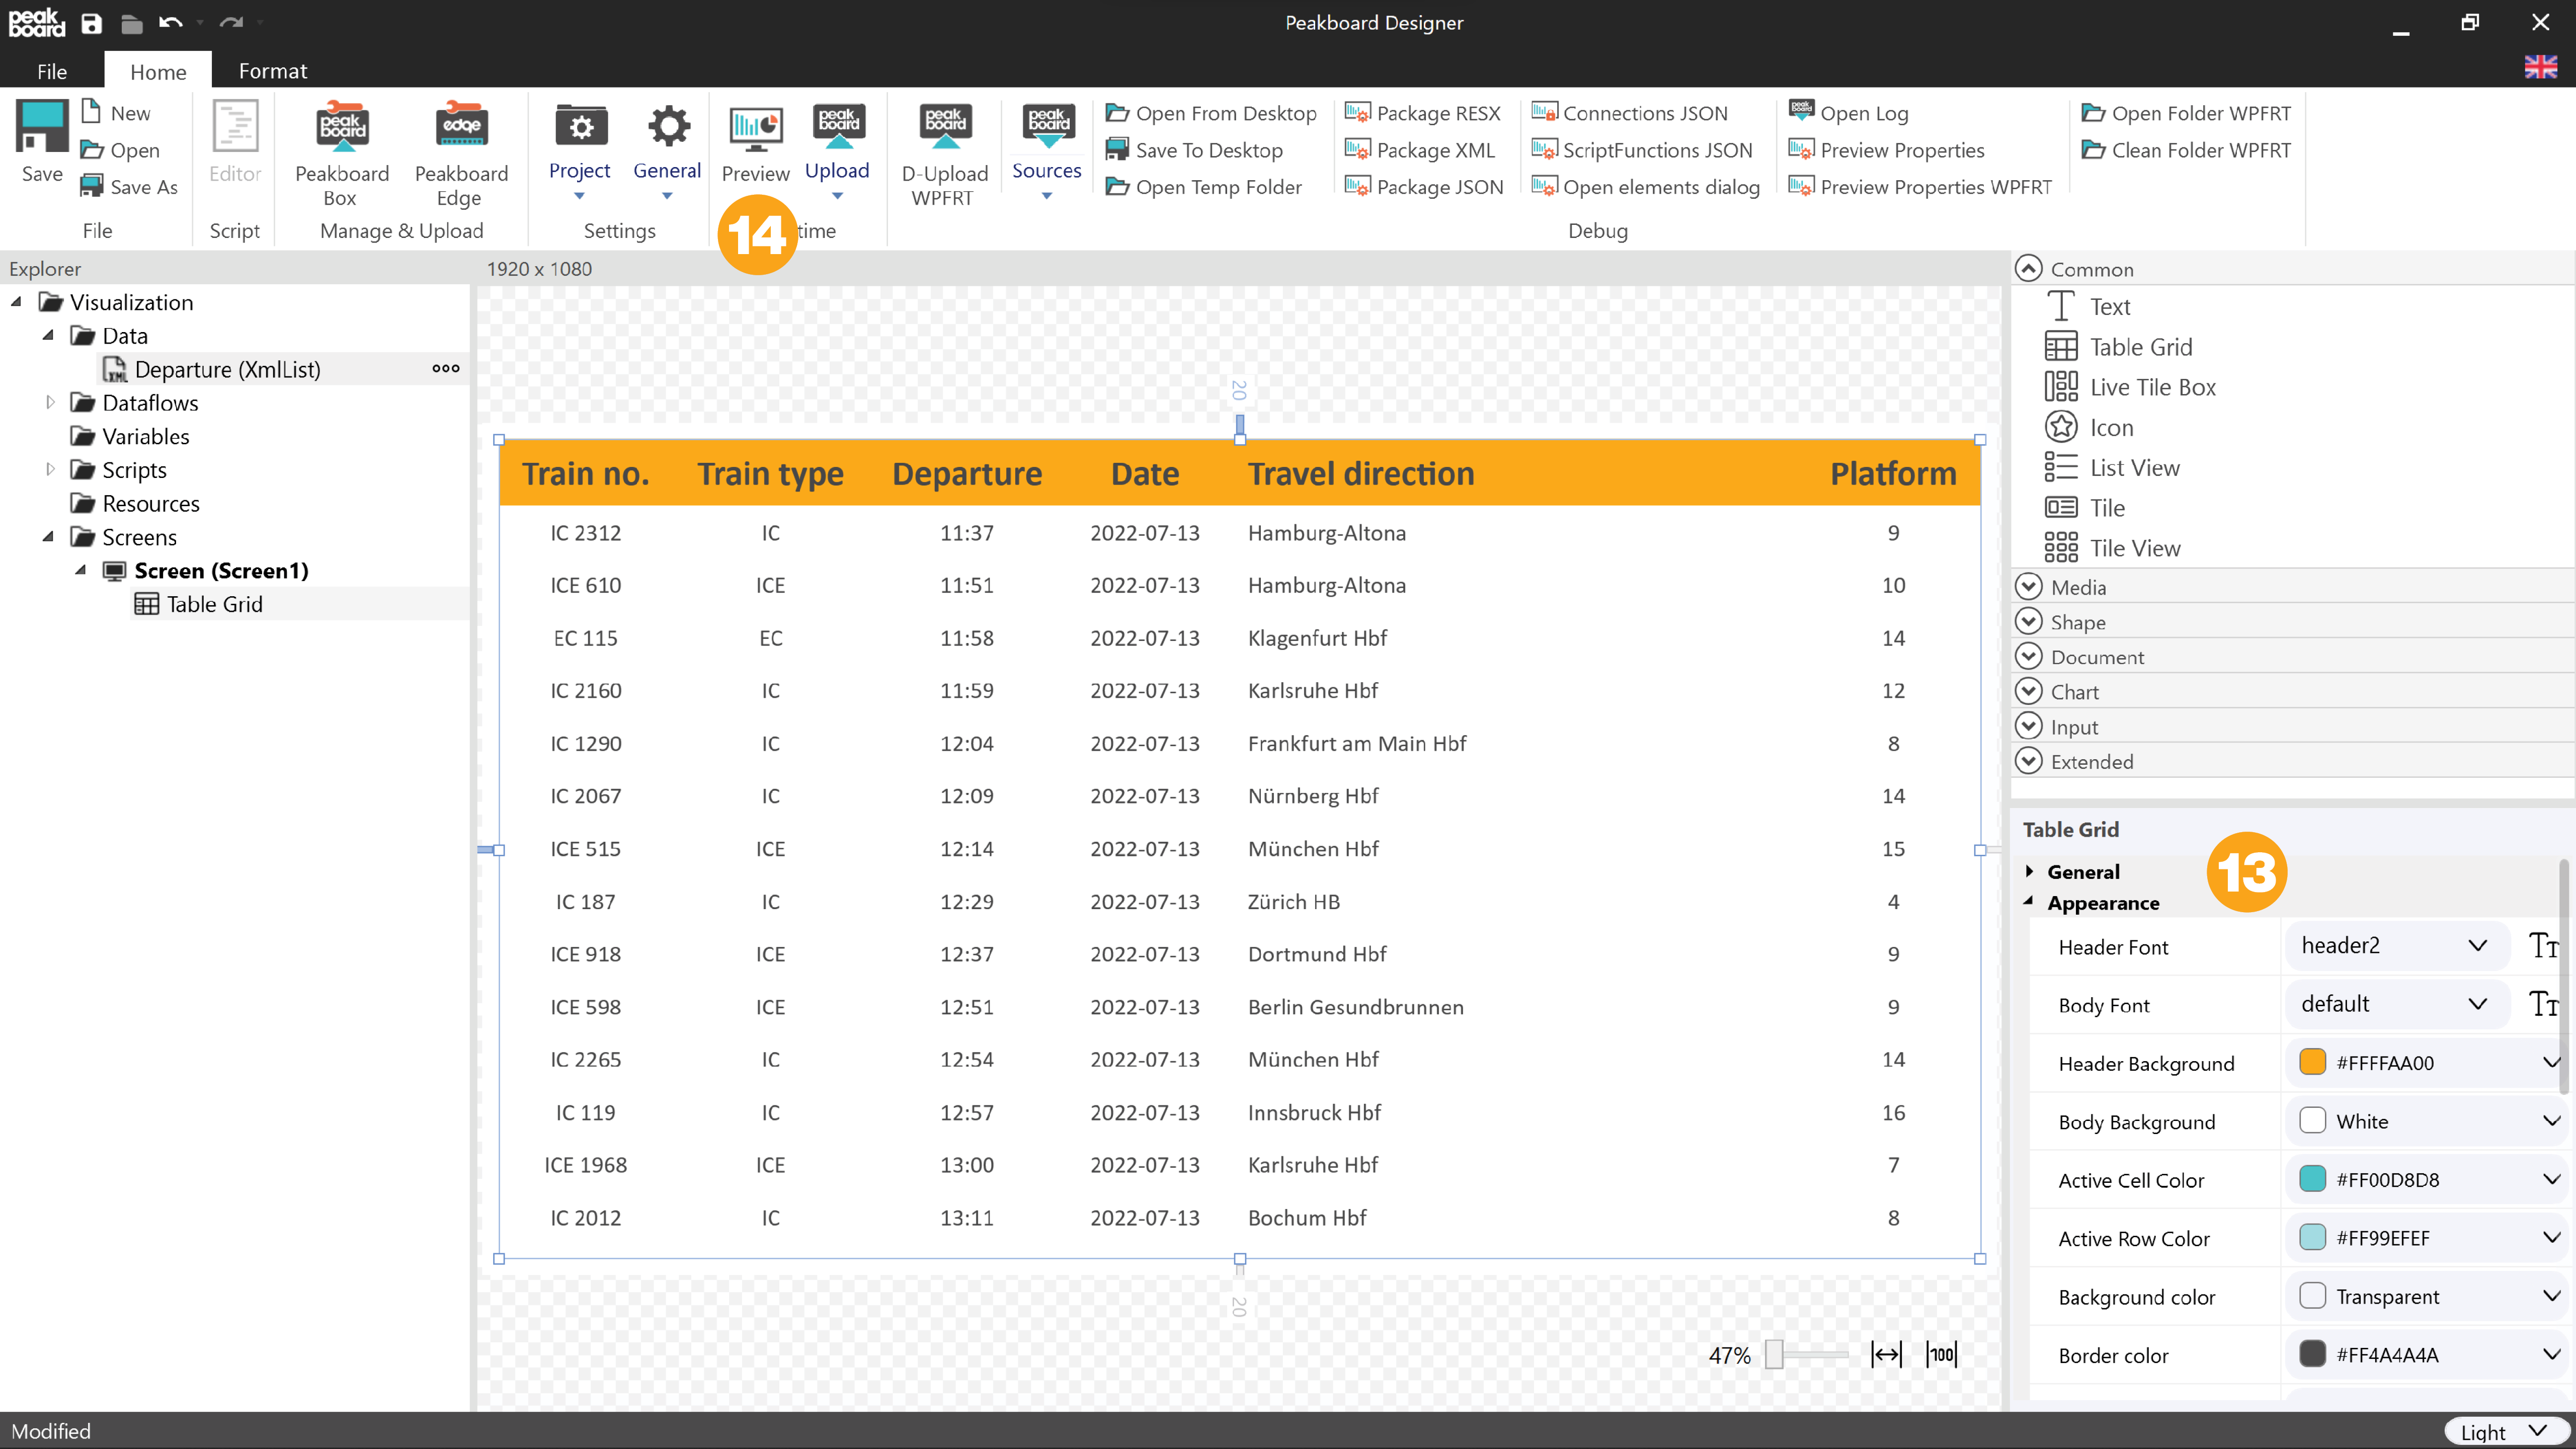 peak board
Peakboard Designer
File Home Format
Save
New
Open
Save As
File
Editor
Script
peak board Peakboard Box
edge Peakboard Edge
Manage & Upload
Project
General
Settings
Preview
peak board Upload
14 time
peak board D-Upload WPFRT
peak board Sources
Open From Desktop
Save To Desktop
Open Temp Folder
Package RESX
Package XML
Package JSON
Connections JSON
ScriptFunctions JSON
Open elements dialog
Open Log
Preview Properties
Preview Properties WPFRT
Open Folder WPFRT
Clean Folder WPFRT
Debug
Explorer
Visualization
Data
XML Departure (XmlList)
Dataflows
Variables
Scripts
Resources
Screens
Screen (Screen1)
Table Grid
1920 x 1080
20
Train no. Train type Departure Date Travel direction Platform
IC 2312 IC 11:37 2022-07-13 Hamburg-Altona 9
ICE 610 ICE 11:51 2022-07-13 Hamburg-Altona 10
EC 115 EC 11:58 2022-07-13 Klagenfurt Hbf 14
IC 2160 IC 11:59 2022-07-13 Karlsruhe Hbf 12
IC 1290 IC 12:04 2022-07-13 Frankfurt am Main Hbf 8
IC 2067 IC 12:09 2022-07-13 Nürnberg Hbf 14
ICE 515 ICE 12:14 2022-07-13 München Hbf 15
IC 187 IC 12:29 2022-07-13 Zürich HB 4
ICE 918 ICE 12:37 2022-07-13 Dortmund Hbf 9
ICE 598 ICE 12:51 2022-07-13 Berlin Gesundbrunnen 9
IC 2265 IC 12:54 2022-07-13 München Hbf 14
IC 119 IC 12:57 2022-07-13 Innsbruck Hbf 16
ICE 1968 ICE 13:00 2022-07-13 Karlsruhe Hbf 7
IC 2012 IC 13:11 2022-07-13 Bochum Hbf 8
20
47% 100
Common
Text
Table Grid
Live Tile Box
Icon
List View
Tile
Tile View
Media
Shape
Document
Chart
Input
Extended
Table Grid
General
13
Appearance
Header Font header2 TT
Body Font default TT
Header Background #FFFFAA00
Body Background White
Active Cell Color #FF00D8D8
Active Row Color #FF99EFEF
Background color Transparent
Border color #FF4A4A4A
Modified
Light